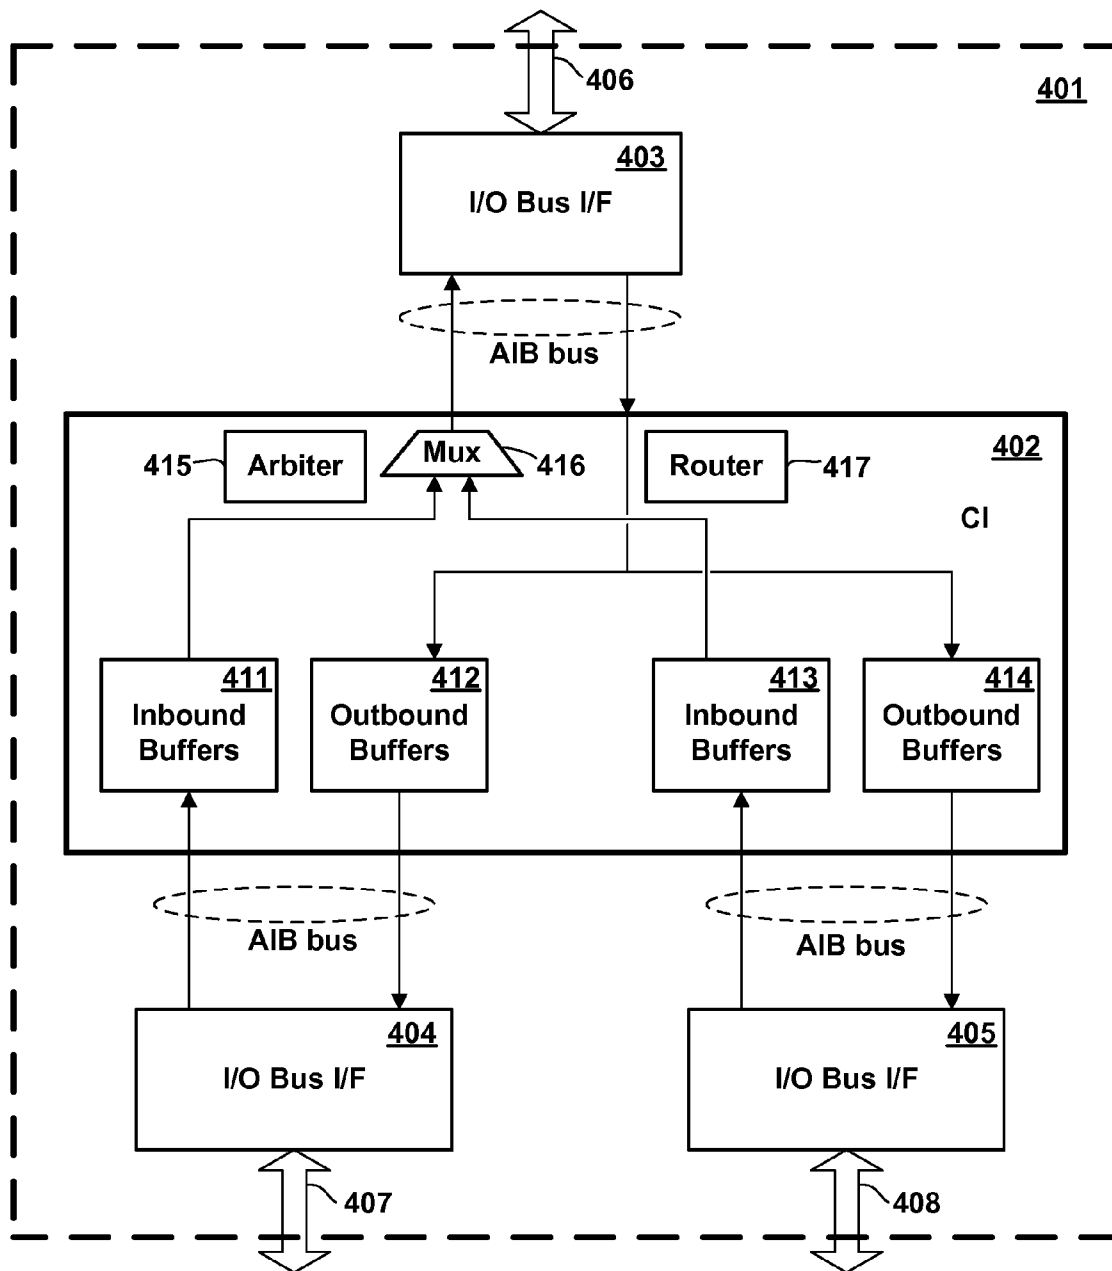 406
401
403
I/O Bus I/F
AIB bus
415
Arbiter
Mux
416
Router
417
402
CI
411
Inbound
Buffers
412
Outbound
Buffers
413
Inbound
Buffers
414
Outbound
Buffers
AIB bus
AIB bus
404
I/O Bus I/F
405
I/O Bus I/F
407
408